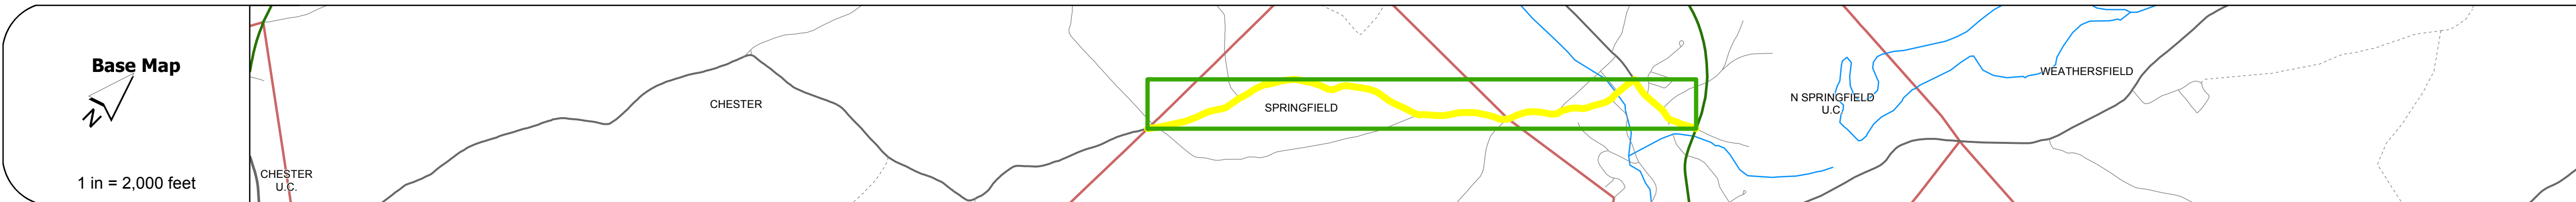 Base Map
N
1 in = 2,000 feet
CHESTER
U.C.
CHESTER
SPRINGFIELD
N SPRINGFIELD
U.C.
WEATHERSFIELD